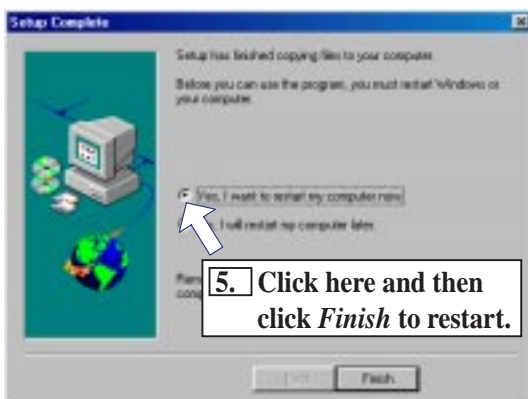 Setup Complete
Setup has finished copying files to your computer.
Before you can use the program, you must restart Windows or
your computer.
Yes, I want to restart my computer now.
I will restart my computer later.
5. Click here and then
click Finish to restart.
Finish